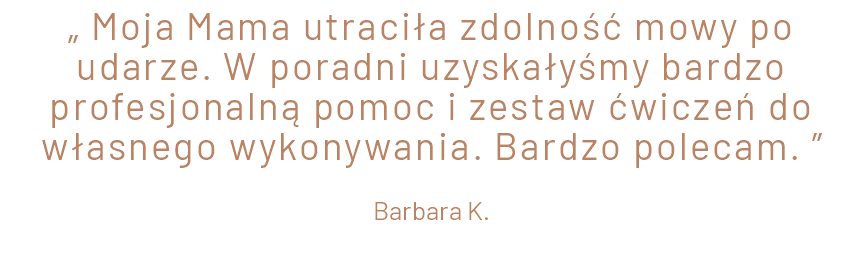 „ Moja Mama utraciła zdolność mowy po
udarze. W poradni uzyskałyśmy bardzo
profesjonalną pomoc i zestaw ćwiczeń do
własnego wykonywania. Bardzo polecam. ”
Barbara K.